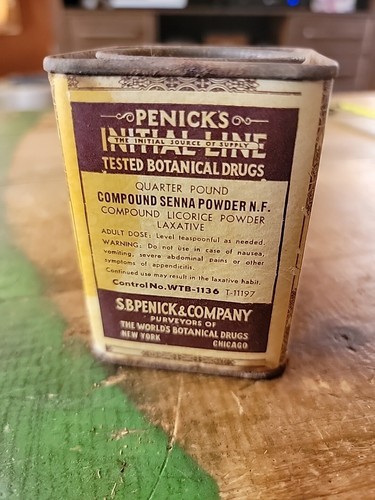 PENICK'S
INITIAL LINE
THE INITIAL SOURCE OF SUPPLY
TESTED BOTANICAL DRUGS
QUARTER POUND
COMPOUND SENNA POWDER N.F.
COMPOUND LICORICE POWDER
LAXATIVE
ADULT DOSE: Level teaspoonful as needed.
WARNING: Do not use in case of nausea,
vomiting, severe abdominal pains or other
symptoms of appendicitis.
Continued use may result in the laxative habit.
Control No. WTB-1136 T-11197
S.B.PENICK & COMPANY
PURVEYORS OF
THE WORLD'S BOTANICAL DRUGS
NEW YORK CHICAGO